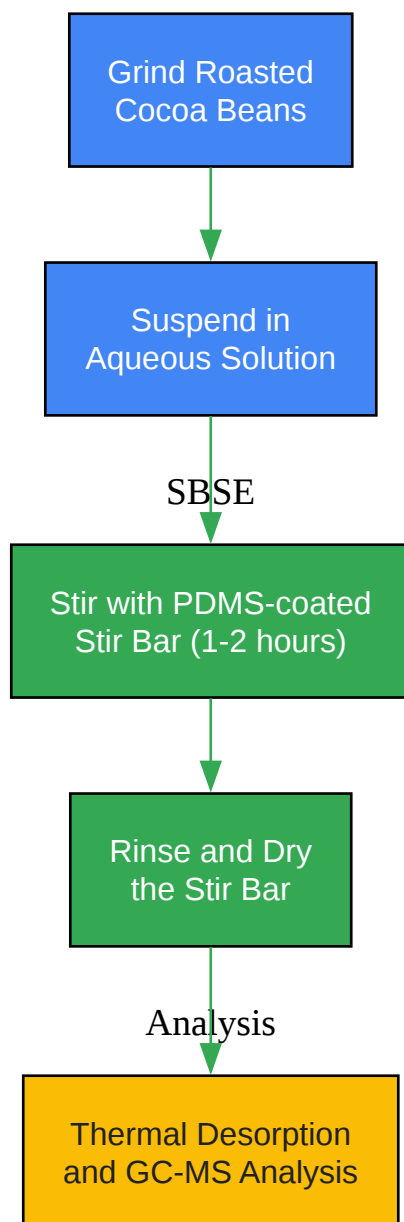 Grind Roasted
Cocoa Beans
Suspend in
Aqueous Solution
SBSE
Stir with PDMS-coated
Stir Bar (1-2 hours)
Rinse and Dry
the Stir Bar
Analysis
Thermal Desorption
and GC-MS Analysis